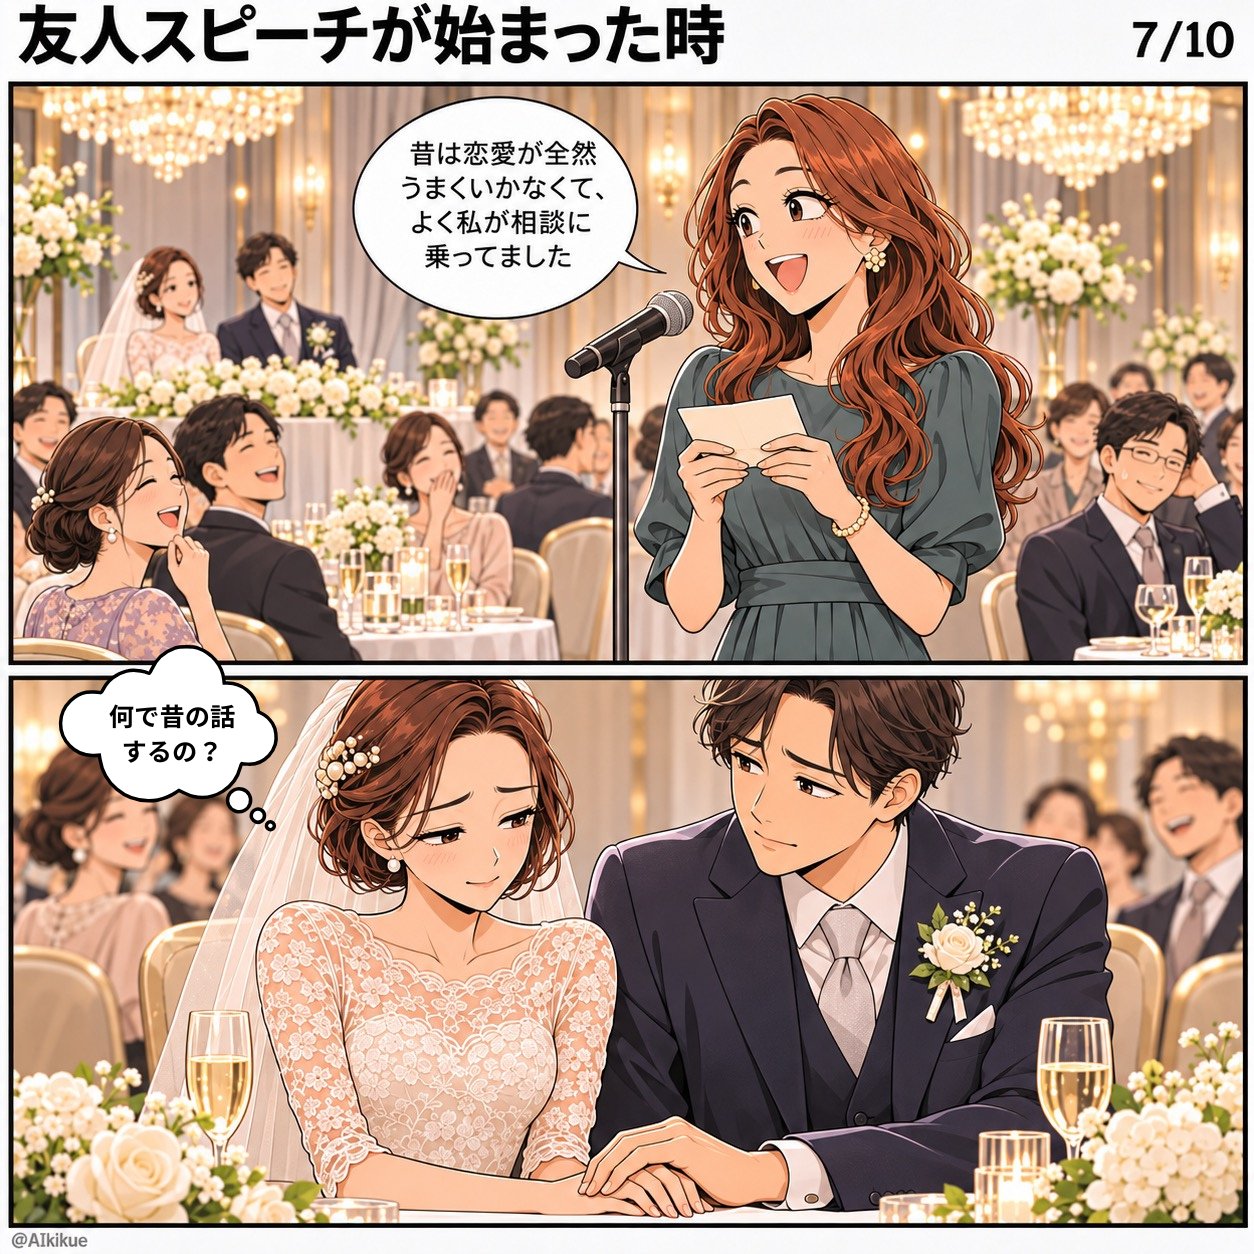 友人スピーチが始まった時
7/10
昔は恋愛が全然
うまくいかなくて、
よく私が相談に
乗ってました
何で昔の話
するの？
@AIkikue